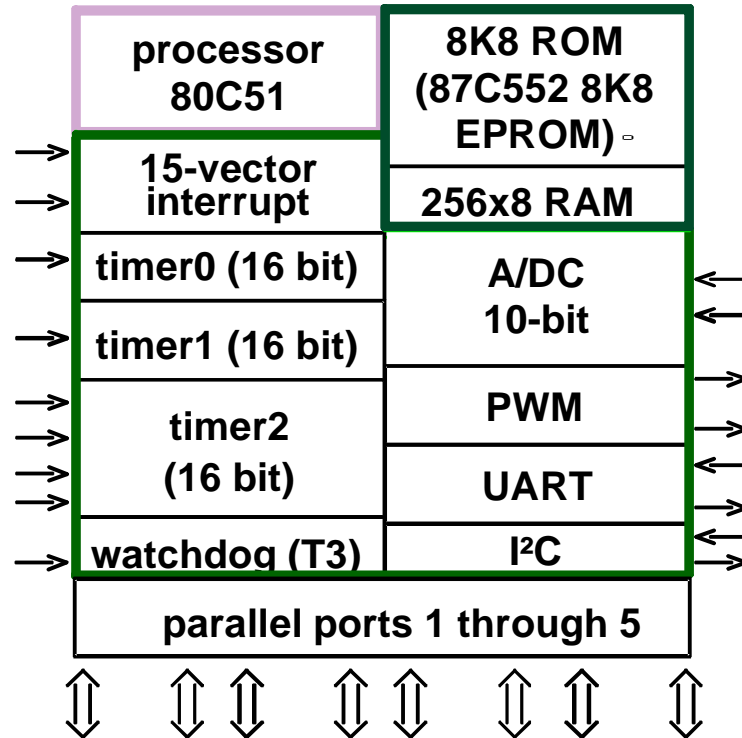 processor
80C51
8K8 ROM
(87C552 8K8
EPROM)
15-vector
interrupt
256x8 RAM
timer0 (16 bit)
A/DC
10-bit
timer1 (16 bit)
PWM
timer2
(16 bit)
UART
watchdog (T3)
I²C
parallel ports 1 through 5